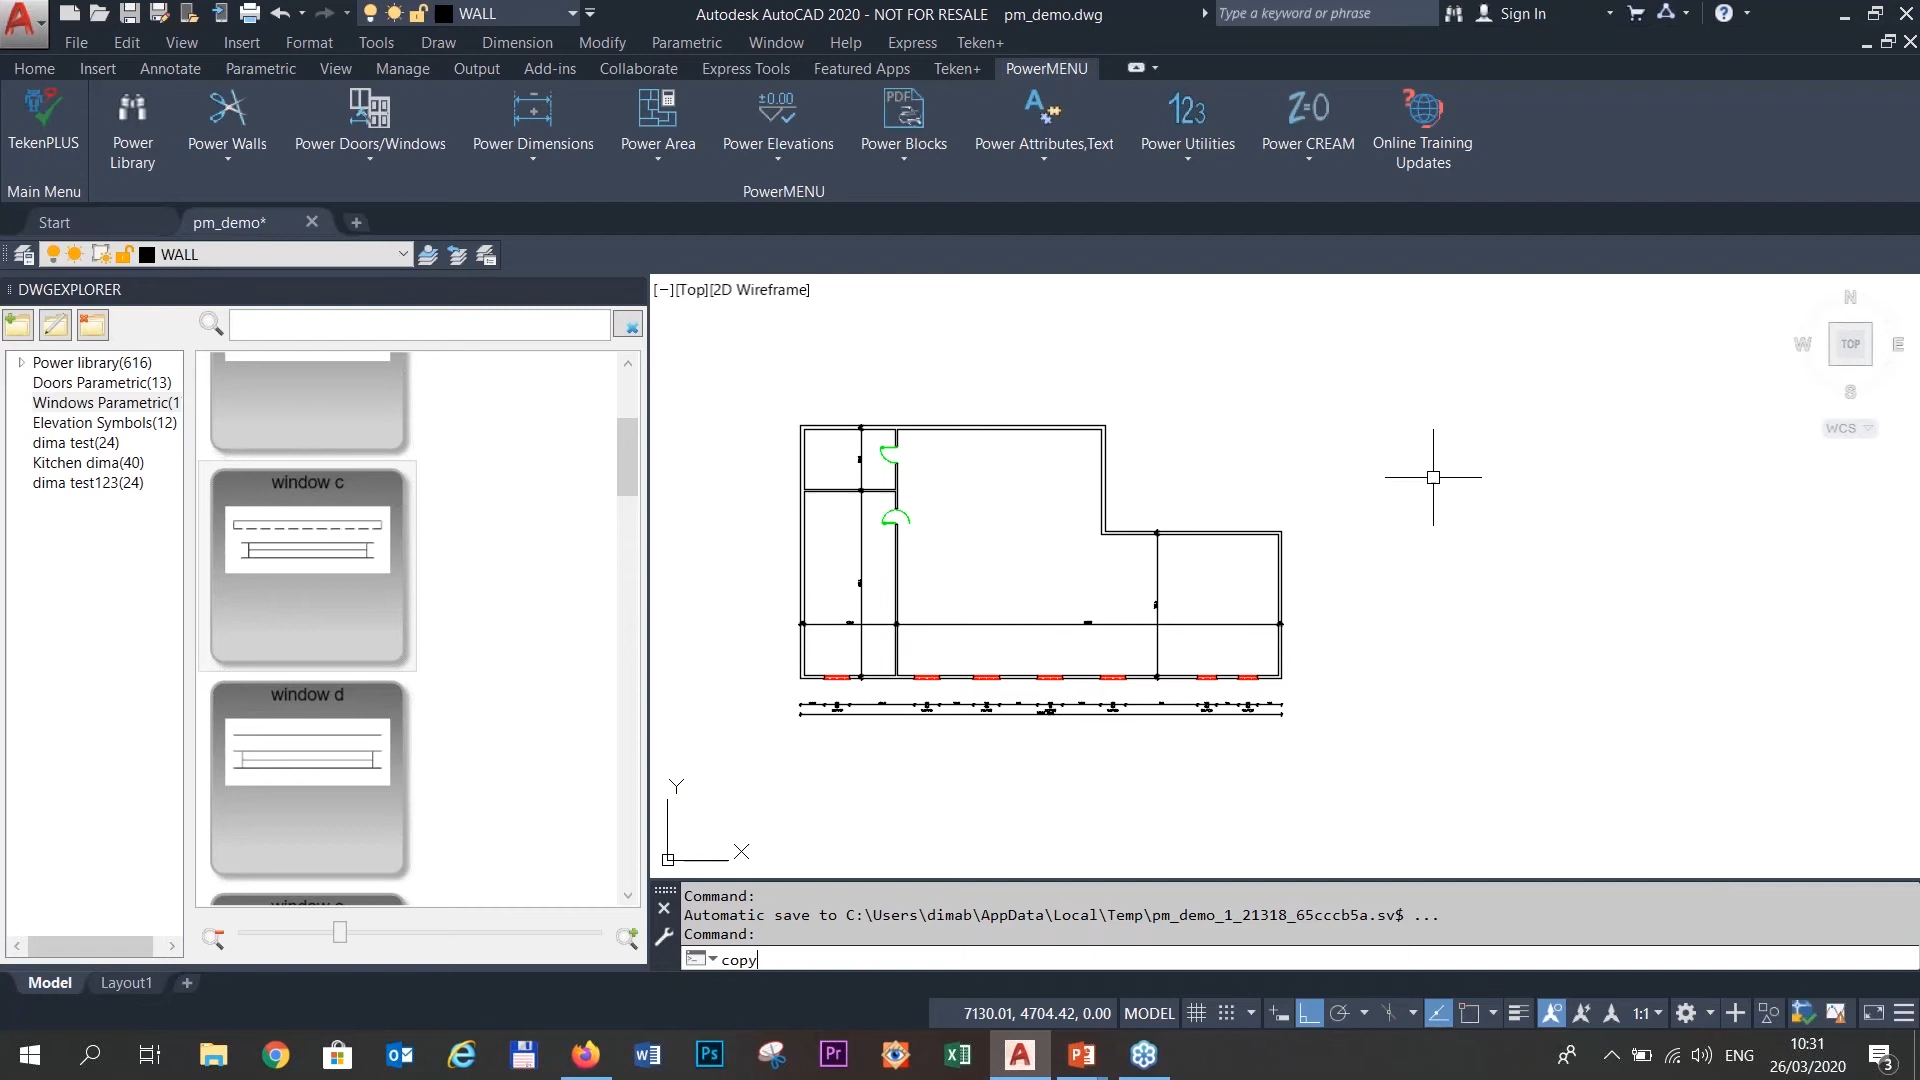 WALL
Autodesk AutoCAD 2020 - NOT FOR RESALE pm_demo.dwg
Type a keyword or phrase
Sign In
File Edit View Insert Format Tools Draw Dimension Modify Parametric Window Help Express Teken+
Home Insert Annotate Parametric View Manage Output Add-ins Collaborate Express Tools Featured Apps Teken+ PowerMENU
TekenPLUS
Power Library
Power Walls
Power Doors/Windows
Power Dimensions
Power Area
±0.00
Power Elevations
PDF
Power Blocks
A
Power Attributes,Text
123
Power Utilities
Z=0
Power CREAM
Online Training Updates
Main Menu
PowerMENU
Start
pm_demo*
WALL
DWGEXPLORER
[−][Top][2D Wireframe]
Power library(616)
Doors Parametric(13)
Windows Parametric(1
Elevation Symbols(12)
dima test(24)
Kitchen dima(40)
dima test123(24)
window c
window d
N
W
TOP
E
S
WCS
Y
X
Command:
Automatic save to C:\Users\dimab\AppData\Local\Temp\pm_demo_1_21318_65cccb5a.sv$ ...
Command:
copy
Model
Layout1
7130.01, 4704.42, 0.00
MODEL
1:1
ENG
10:31
26/03/2020
3